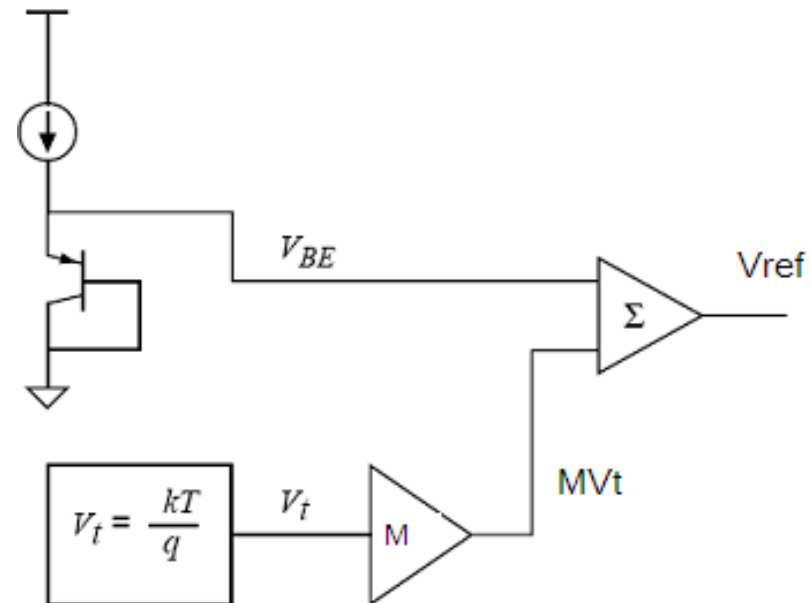 V_BE
Vref
Σ
MVt
V_t = kT/q
V_t
M